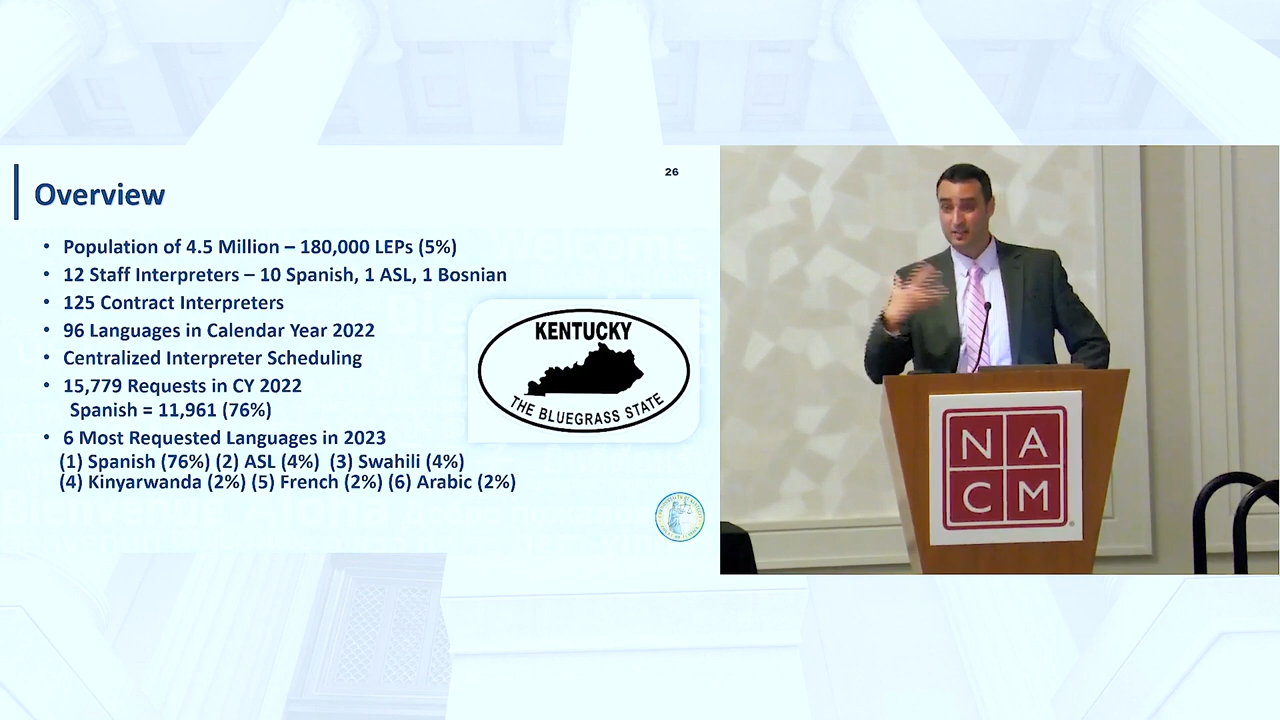 26
Overview
• Population of 4.5 Million – 180,000 LEPs (5%)
• 12 Staff Interpreters – 10 Spanish, 1 ASL, 1 Bosnian
• 125 Contract Interpreters
• 96 Languages in Calendar Year 2022
• Centralized Interpreter Scheduling
• 15,779 Requests in CY 2022
Spanish = 11,961 (76%)
• 6 Most Requested Languages in 2023
(1) Spanish (76%) (2) ASL (4%) (3) Swahili (4%)
(4) Kinyarwanda (2%) (5) French (2%) (6) Arabic (2%)
KENTUCKY
THE BLUEGRASS STATE
N A
C M
®